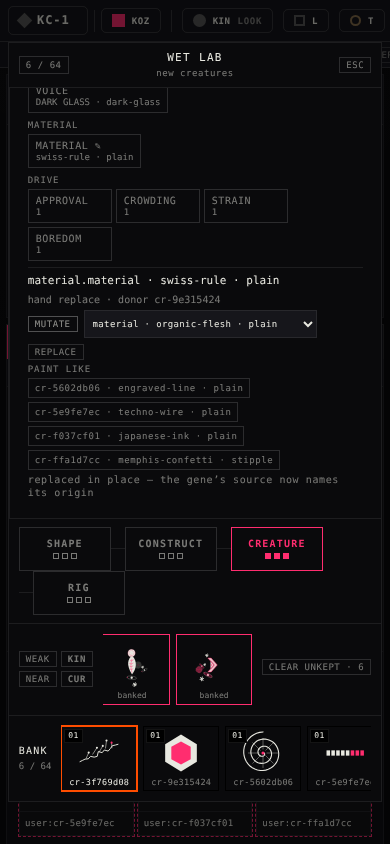 KC-1
KOZ
KIN LOOK
L
T
6 / 64
WET LAB
new creatures
ESC
VOICE
DARK GLASS · dark-glass
MATERIAL
MATERIAL ✎
swiss-rule · plain
DRIVE
APPROVAL
1
CROWDING
1
STRAIN
1
BOREDOM
1
material.material · swiss-rule · plain
hand replace · donor cr-9e315424
MUTATE
material · organic-flesh · plain
REPLACE
PAINT LIKE
cr-5602db06 · engraved-line · plain
cr-5e9fe7ec · techno-wire · plain
cr-f037cf01 · japanese-ink · plain
cr-ffa1d7cc · memphis-confetti · stipple
replaced in place — the gene's source now names
its origin
SHAPE
CONSTRUCT
CREATURE
RIG
WEAK
KIN
NEAR
CUR
banked
banked
CLEAR UNKEPT · 6
BANK
6 / 64
01
cr-3f769d08
01
cr-9e315424
01
cr-5602db06
01
cr-5e9fe7e
user:cr-5e9fe7ec
user:cr-f037cf01
user:cr-ffa1d7cc